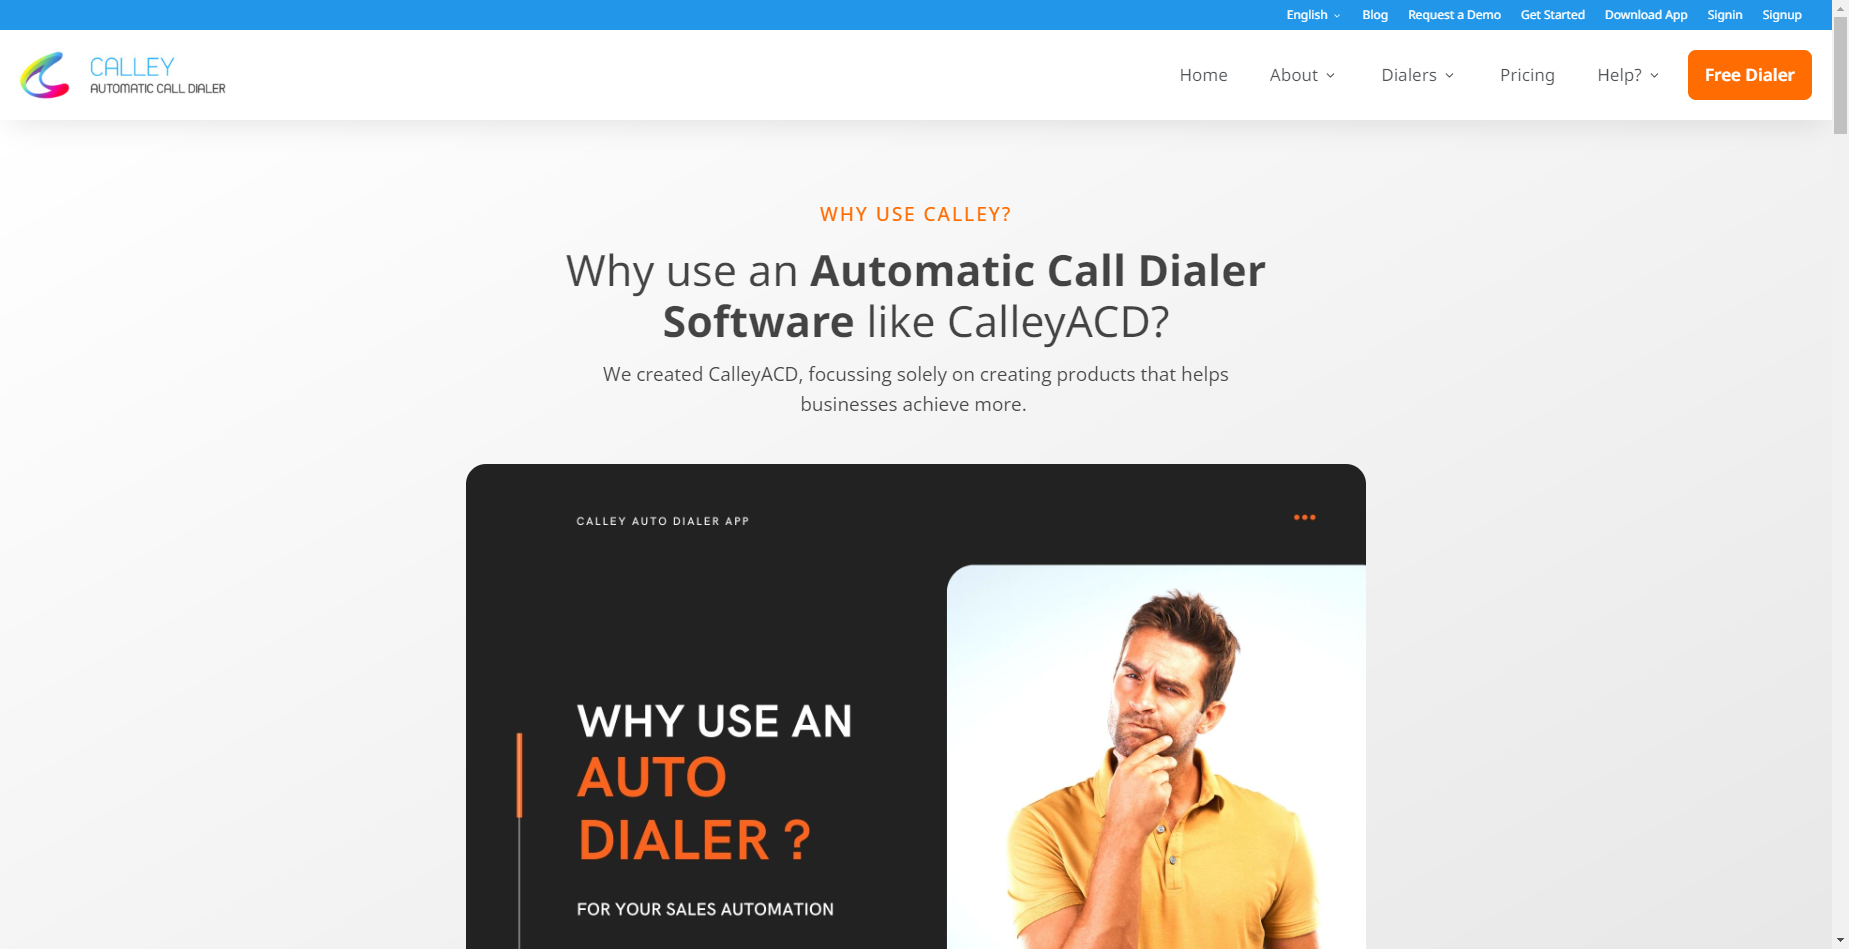 English Blog Request a Demo Get Started Download App Signin Signup
CALLEY
AUTOMATIC CALL DIALER
Home About Dialers Pricing Help? Free Dialer
WHY USE CALLEY?
Why use an Automatic Call Dialer
Software like CalleyACD?
We created CalleyACD, focussing solely on creating products that helps
businesses achieve more.
CALLEY AUTO DIALER APP
WHY USE AN
AUTO
DIALER ?
FOR YOUR SALES AUTOMATION